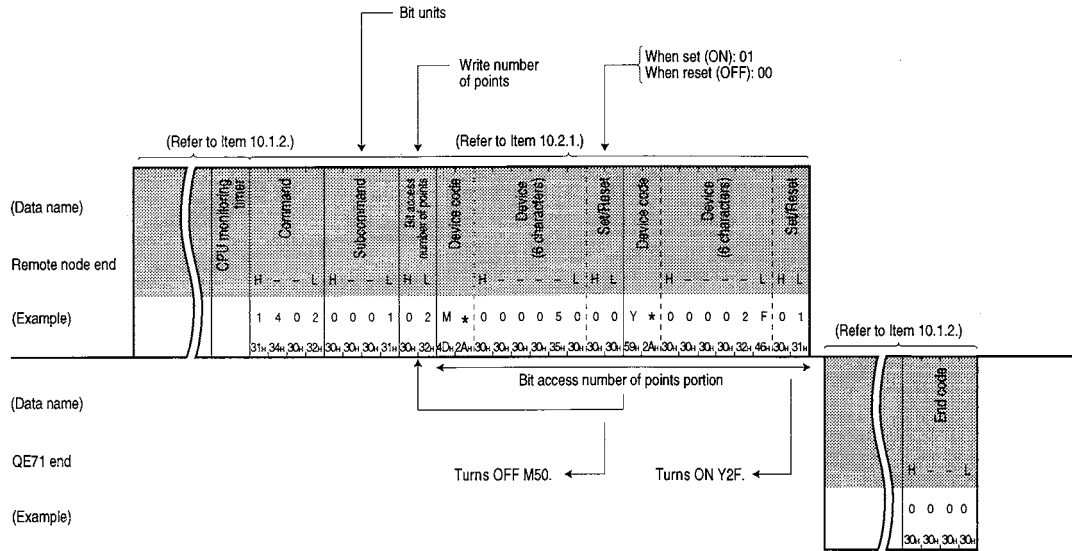 Bit units
Write number
of points
When set (ON): 01
When reset (OFF): 00
(Refer to Item 10.1.2.)
(Refer to Item 10.2.1.)
(Data name)
CPU monitoring
timer
Command
Subcommand
Bit access
number of points
Device code
Device
(6 characters)
Set/Reset
Device code
Device
(6 characters)
Set/Reset
Remote node end
H – – L H – – L H L H – – – – L H L H – – – – L H L
(Example)
1 4 0 2 0 0 0 1 0 2 M * 0 0 0 0 5 0 0 0 Y * 0 0 0 0 2 F 0 1
31H 34H 30H 32H 30H 30H 30H 31H 30H 32H 4DH 2AH 30H 30H 30H 30H 35H 30H 30H 30H 59H 2AH 30H 30H 30H 30H 32H 46H 30H 31H
(Refer to Item 10.1.2.)
Bit access number of points portion
(Data name)
End code
QE71 end
Turns OFF M50.
Turns ON Y2F.
H – – L
(Example)
0 0 0 0
30H 30H 30H 30H